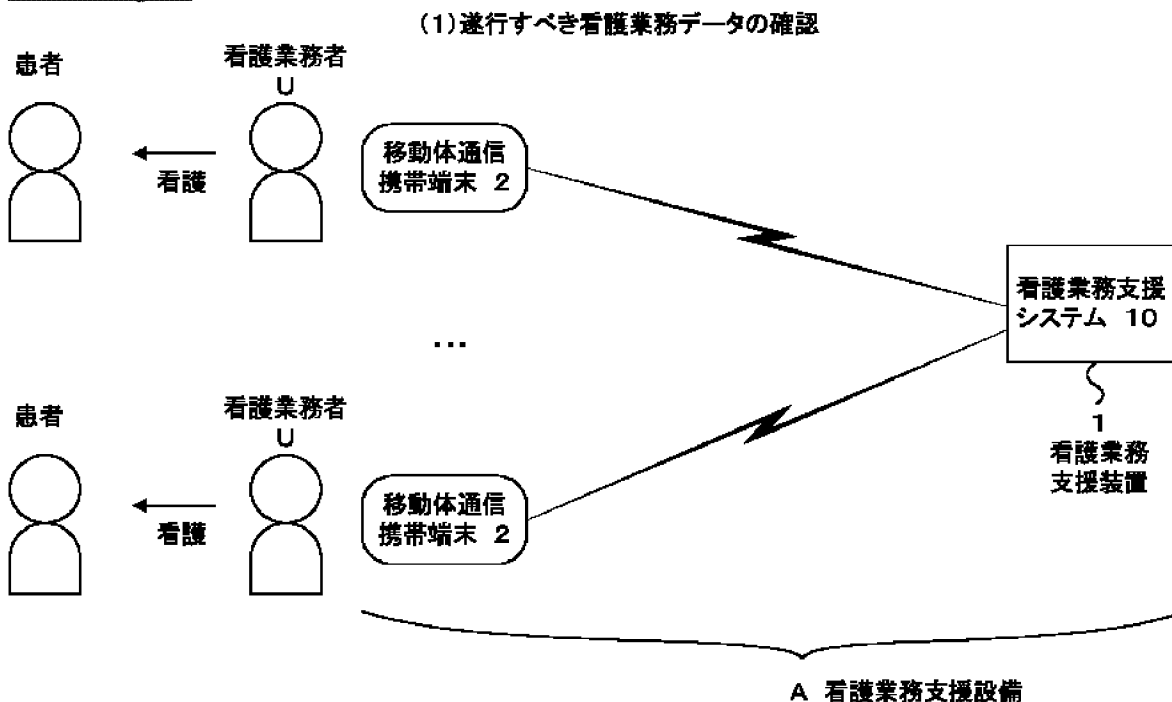 (1)遂行すべき看護業務データの確認
患者
看護業務者
U
移動体通信
携帯端末 2
看護
看護業務支援
システム 10
…
1
看護業務
支援装置
患者
看護業務者
U
移動体通信
携帯端末 2
看護
A 看護業務支援設備